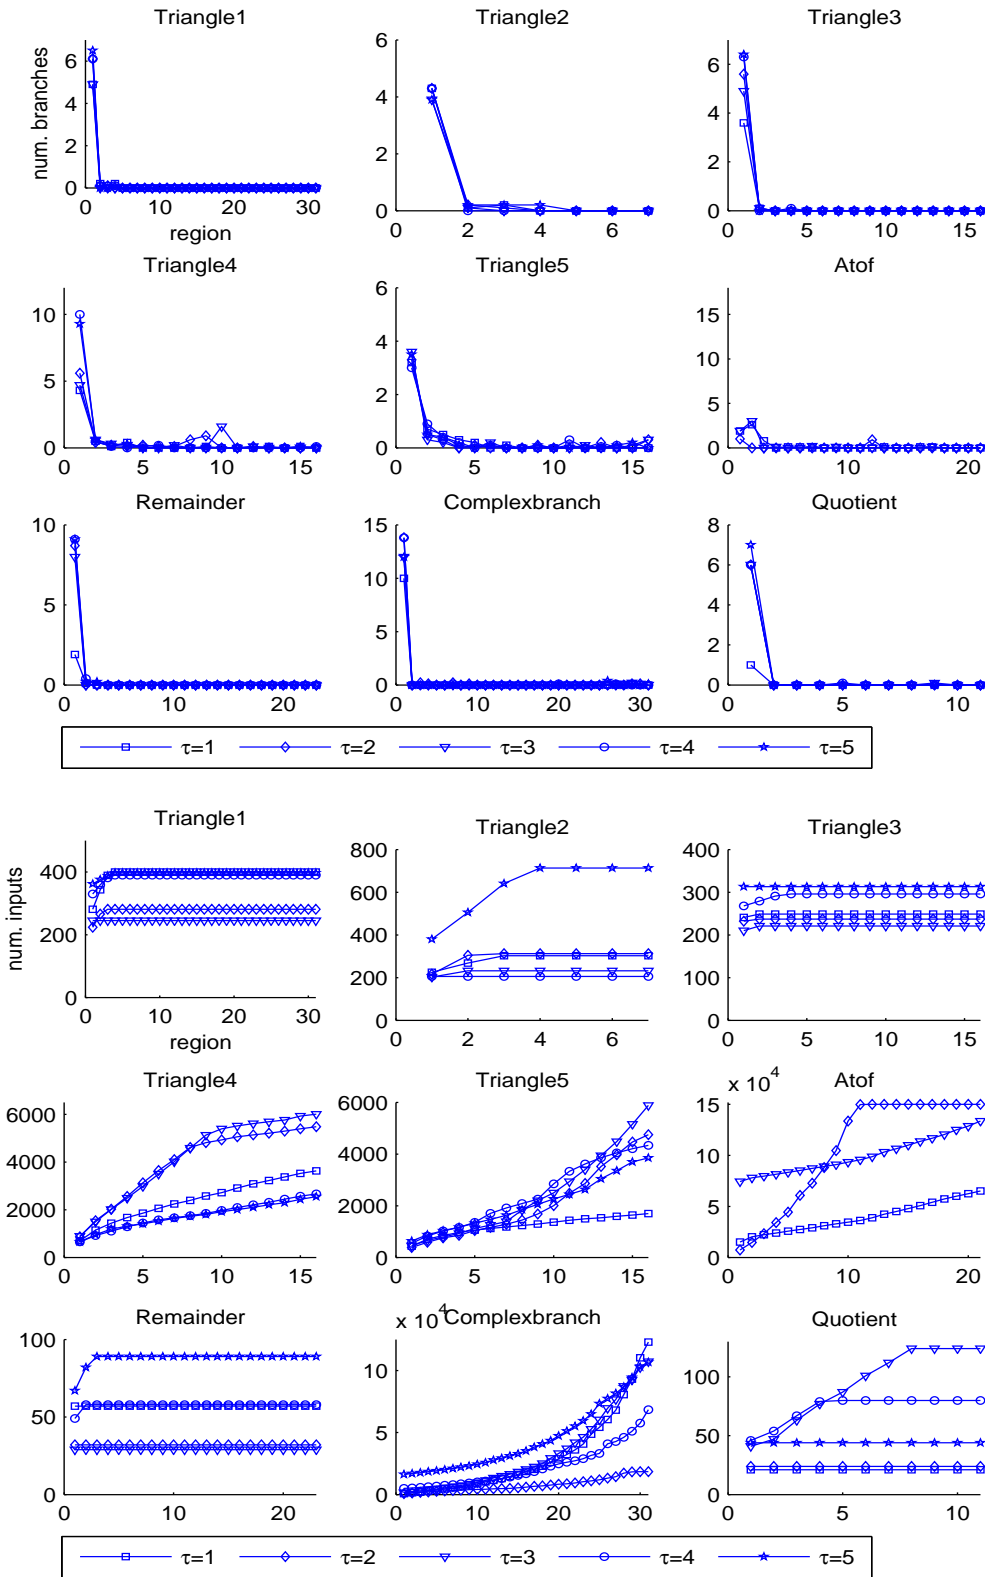 Triangle1 Triangle2 Triangle3
num. branches
6 4 2 0
0 10 20 30
region
6 4 2 0
0 2 4 6
6 4 2 0
0 5 10 15
Triangle4 Triangle5 Atof
10 5 0
0 5 10 15
6 4 2 0
0 5 10 15
15 10 5 0
0 10 20
Remainder Complexbranch Quotient
10 5 0
0 10 20
15 10 5 0
0 10 20 30
8 6 4 2 0
0 5 10
τ=1 τ=2 τ=3 τ=4 τ=5
Triangle1 Triangle2 Triangle3
num. inputs
400 200 0
0 10 20 30
region
800 600 400 200 0
0 2 4 6
400 300 200 100 0
0 5 10 15
Triangle4 Triangle5 Atof
6000 4000 2000 0
0 5 10 15
6000 4000 2000 0
0 5 10 15
x 10^4
15 10 5 0
0 10 20
Remainder Complexbranch Quotient
100 50 0
0 10 20
x 10^4
10 5 0
0 10 20 30
100 50 0
0 5 10
τ=1 τ=2 τ=3 τ=4 τ=5